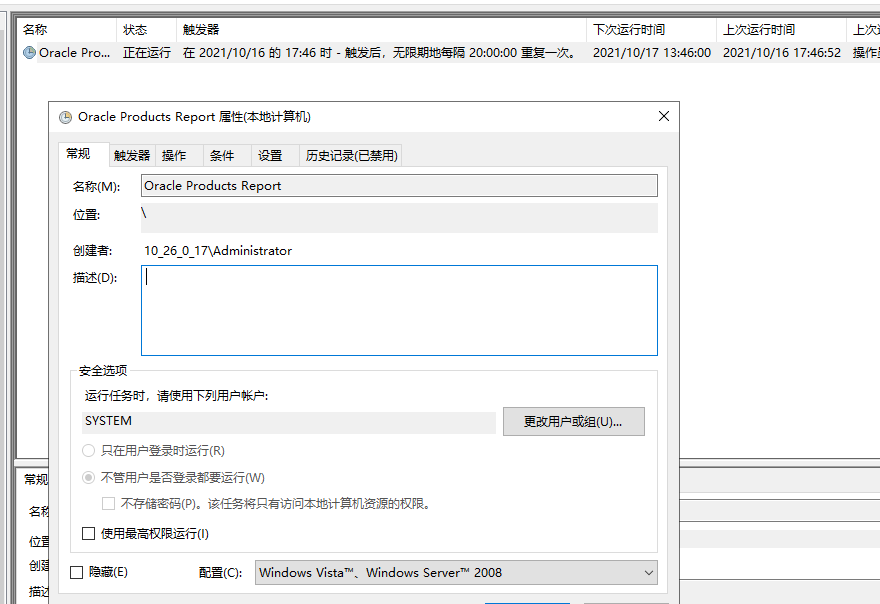 名称 状态 触发器 下次运行时间 上次运行时间 上次
Oracle Pro... 正在运行 在 2021/10/16 的 17:46 时 - 触发后，无限期地每隔 20:00:00 重复一次。 2021/10/17 13:46:00 2021/10/16 17:46:52 操作
Oracle Products Report 属性(本地计算机)
常规 触发器 操作 条件 设置 历史记录(已禁用)
名称(M): Oracle Products Report
位置: \
创建者: 10_26_0_17\Administrator
描述(D):
安全选项
运行任务时，请使用下列用户帐户:
SYSTEM 更改用户或组(U)...
只在用户登录时运行(R)
常规
不管用户是否登录都要运行(W)
不存储密码(P)。该任务将只有访问本地计算机资源的权限。
名称
使用最高权限运行(I)
位置
创建
隐藏(E) 配置(C): Windows Vista™、Windows Server™ 2008
描述